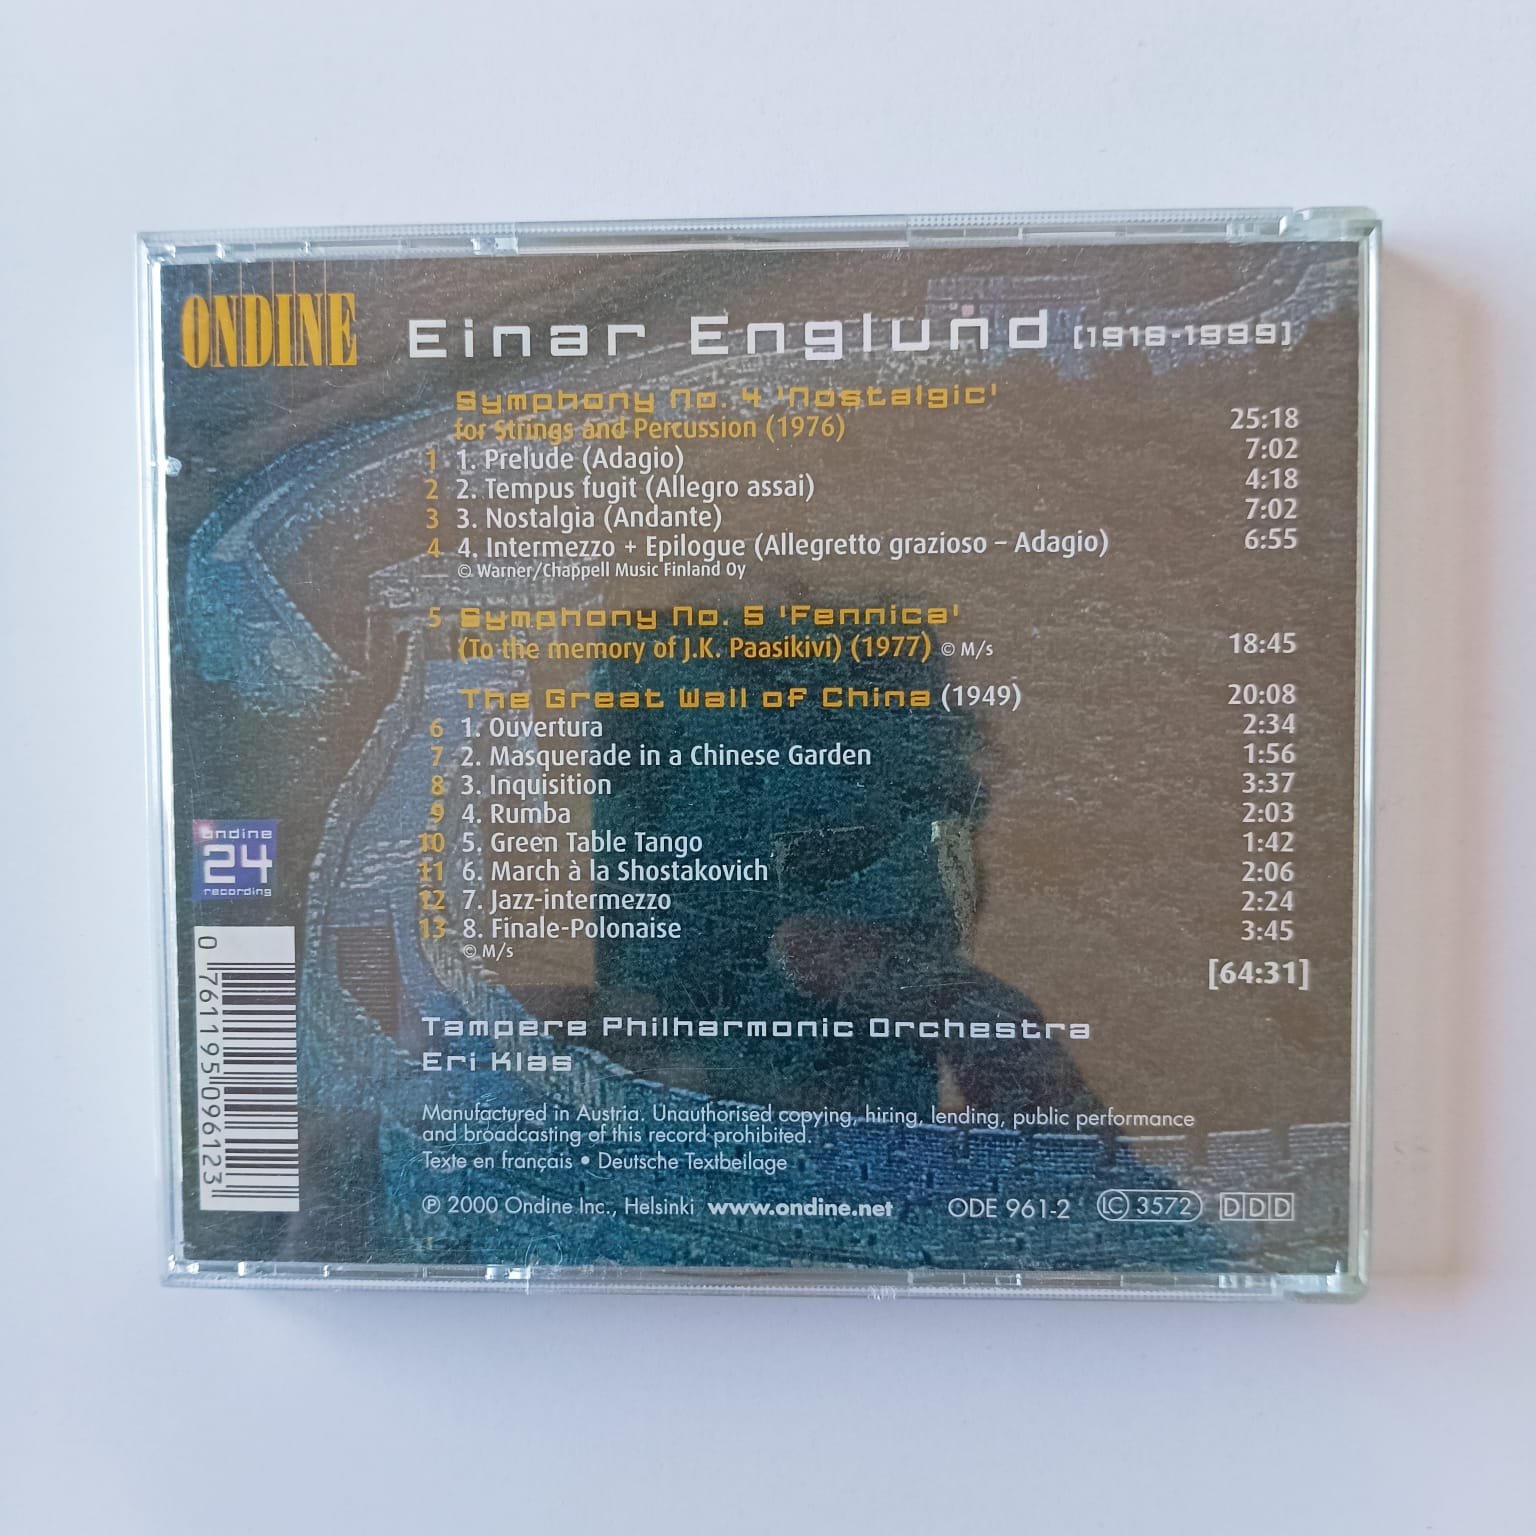 ONDINE
Einar Englund [1916-1999]
Symphony No. 4 'Nostalgic'
for Strings and Percussion (1976) 25:18
1 1. Prelude (Adagio) 7:02
2 2. Tempus fugit (Allegro assai) 4:18
3 3. Nostalgia (Andante) 7:02
4 4. Intermezzo + Epilogue (Allegretto grazioso – Adagio) 6:55
© Warner/Chappell Music Finland Oy
5 Symphony No. 5 'Fennica'
(To the memory of J.K. Paasikivi) (1977) © M/s 18:45
The Great Wall of China (1949) 20:08
6 1. Ouvertura 2:34
7 2. Masquerade in a Chinese Garden 1:56
8 3. Inquisition 3:37
9 4. Rumba 2:03
10 5. Green Table Tango 1:42
11 6. March à la Shostakovich 2:06
12 7. Jazz-intermezzo 2:24
13 8. Finale-Polonaise 3:45
© M/s
[64:31]
ondine
24
recording
0 761195 096123
Tampere Philharmonic Orchestra
Eri Klas
Manufactured in Austria. Unauthorised copying, hiring, lending, public performance
and broadcasting of this record prohibited.
Texte en français • Deutsche Textbeilage
℗ 2000 Ondine Inc., Helsinki www.ondine.net ODE 961-2 LC 3572 DDD